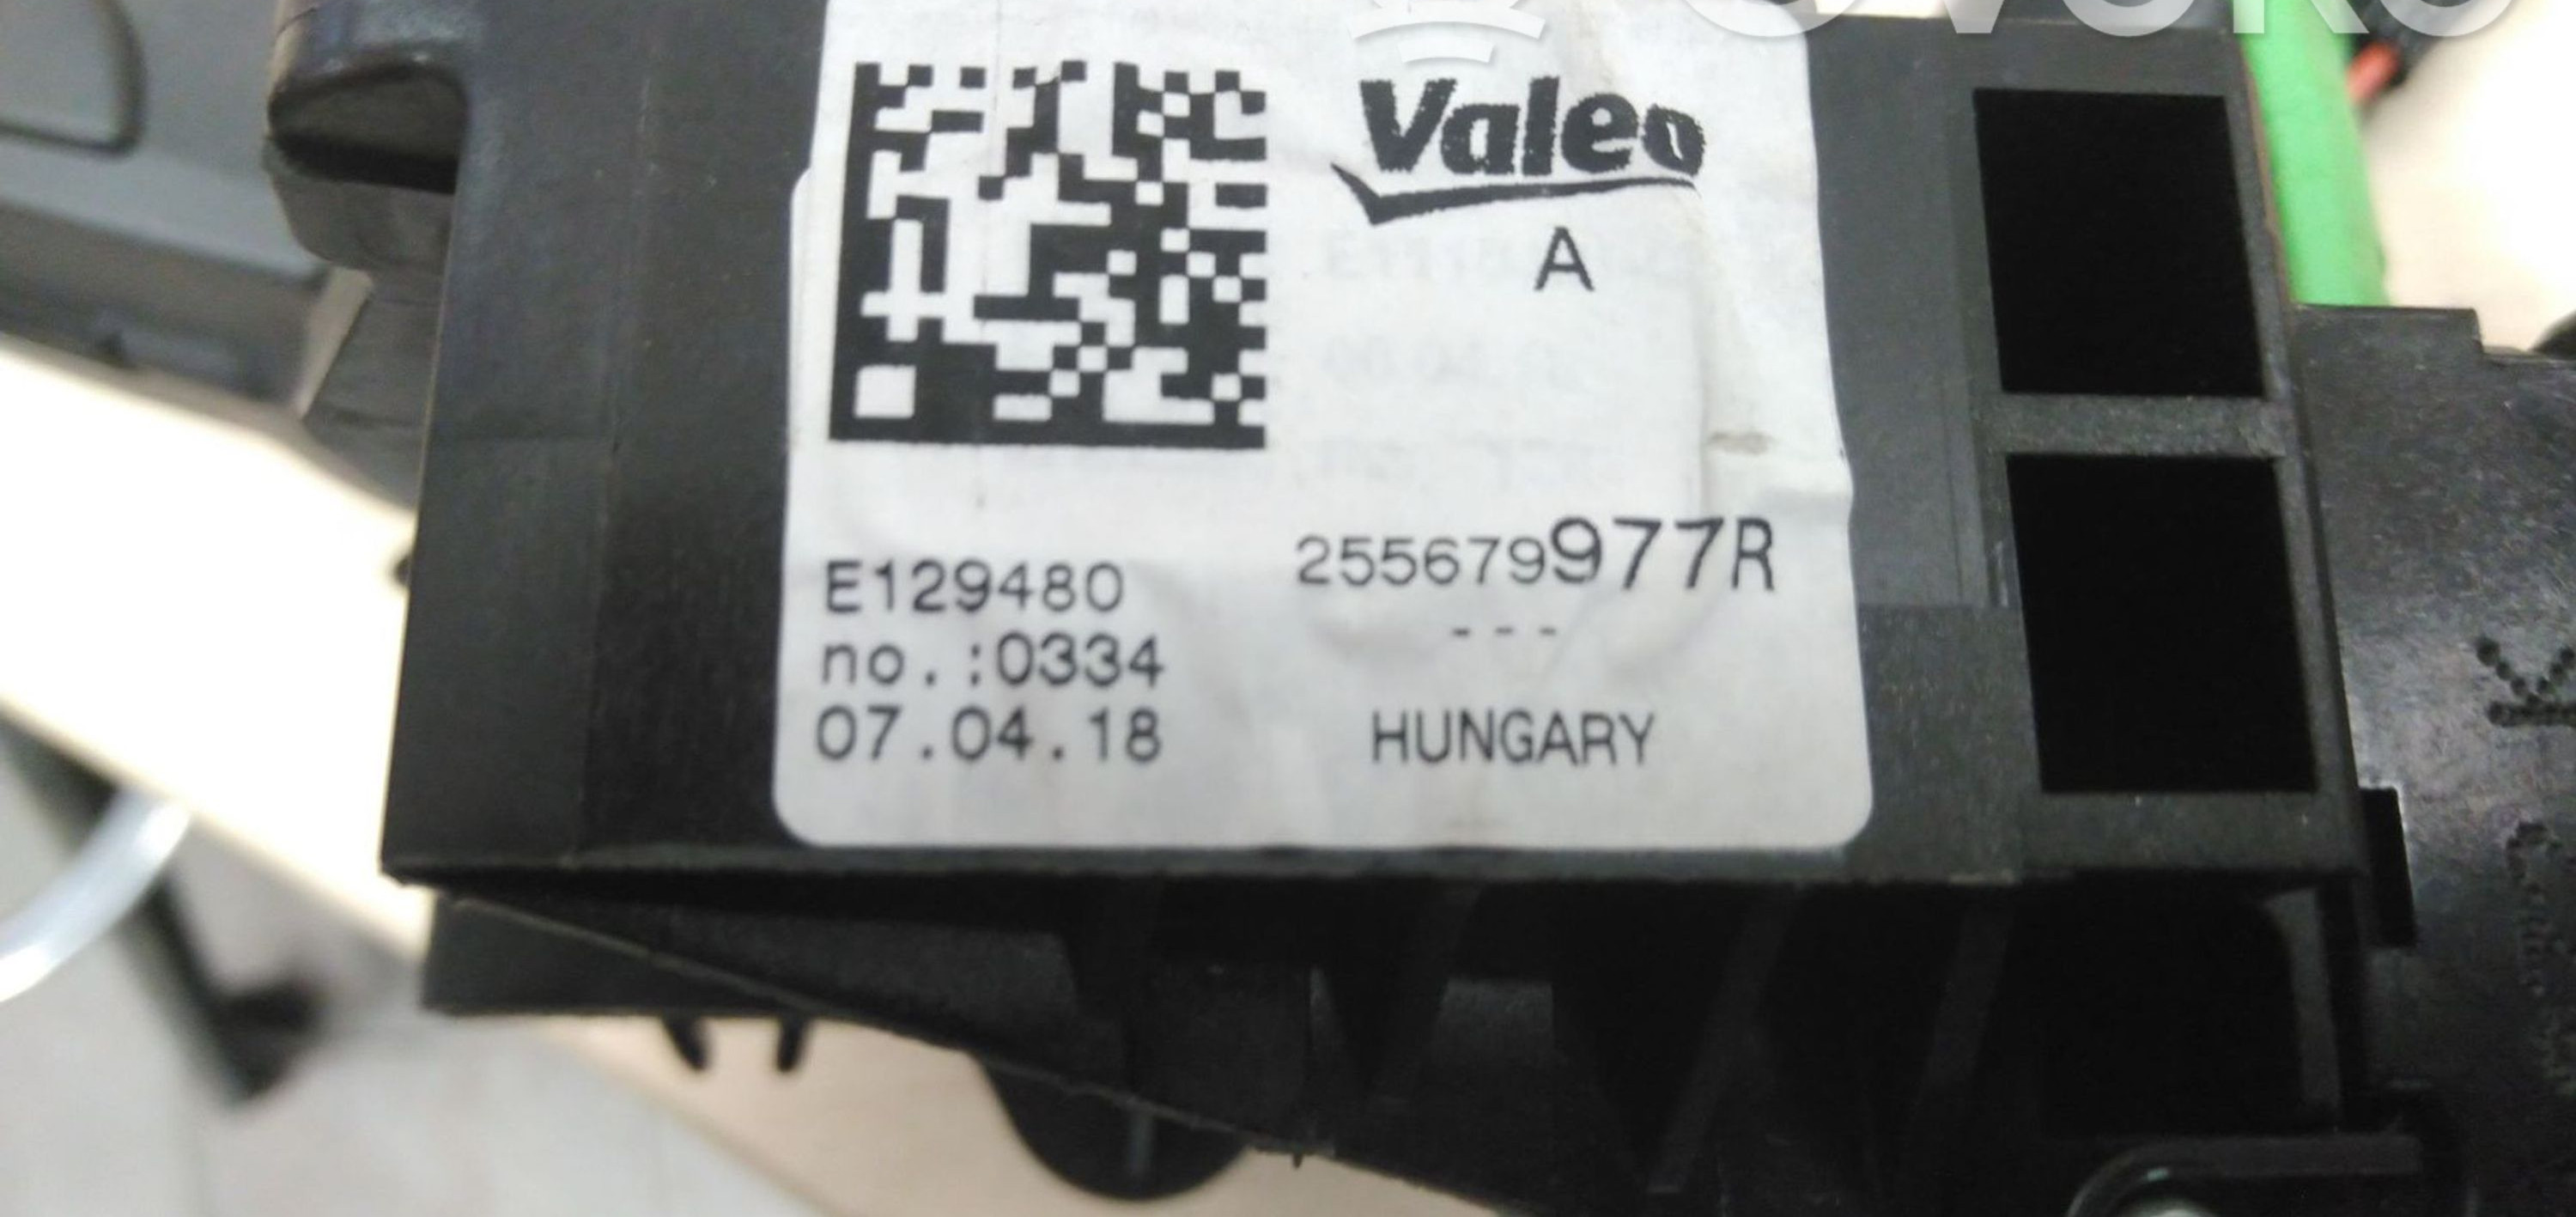 Valeo
A
E129480
255679977R
no.:0334
---
07.04.18
HUNGARY
K